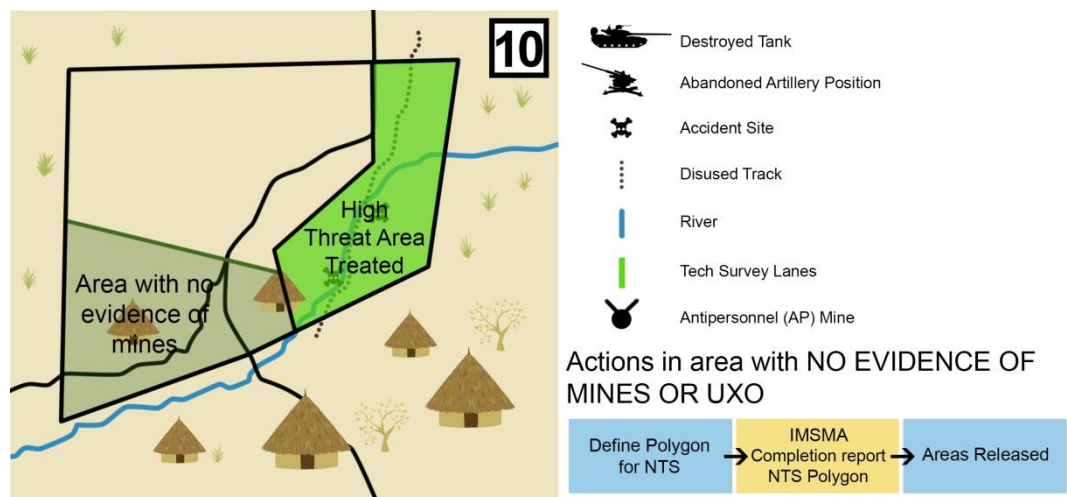 10
High
Threat Area
Treated
Area with no
evidence of
mines
Destroyed Tank
Abandoned Artillery Position
Accident Site
Disused Track
River
Tech Survey Lanes
Antipersonnel (AP) Mine
Actions in area with NO EVIDENCE OF
MINES OR UXO
Define Polygon
for NTS
IMSMA
Completion report
NTS Polygon
Areas Released